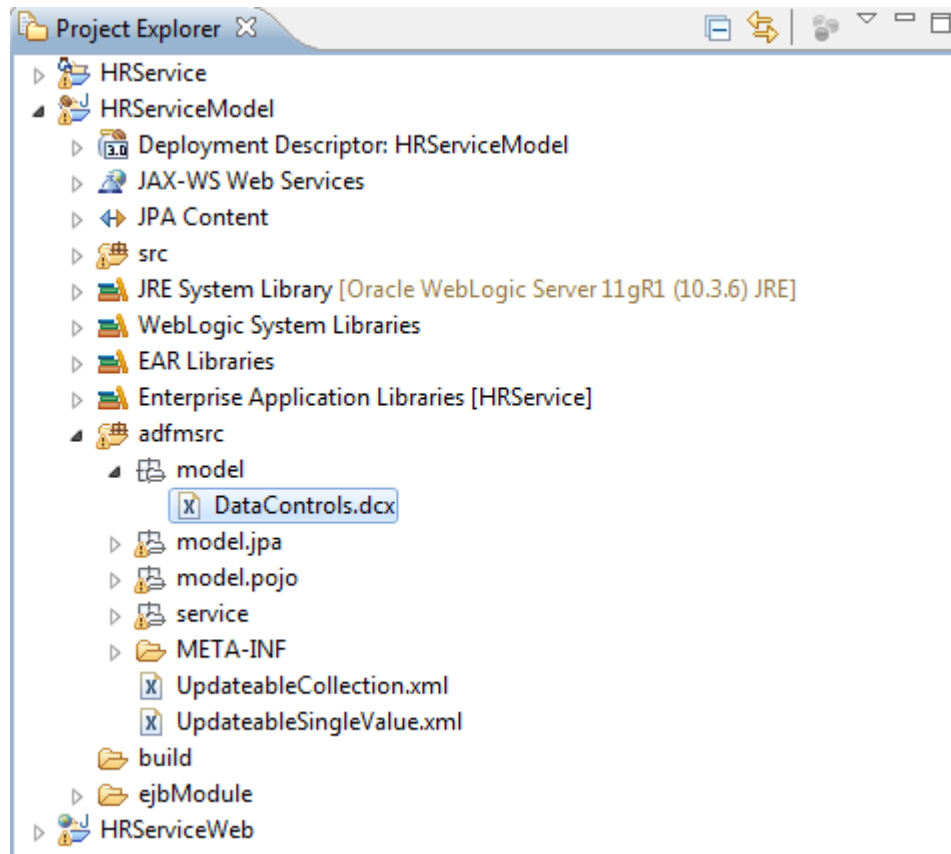 Project Explorer
HRService
HRServiceModel
3.0 Deployment Descriptor: HRServiceModel
JAX-WS Web Services
JPA Content
src
JRE System Library [Oracle WebLogic Server 11gR1 (10.3.6) JRE]
WebLogic System Libraries
EAR Libraries
Enterprise Application Libraries [HRService]
adfmsrc
model
X DataControls.dcx
model.jpa
model.pojo
service
META-INF
X UpdateableCollection.xml
X UpdateableSingleValue.xml
build
ejbModule
HRServiceWeb